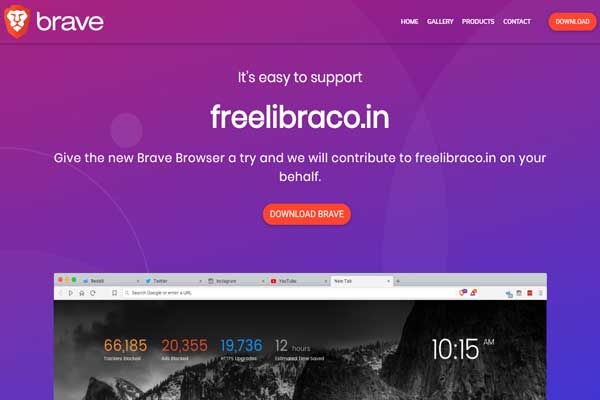 brave
HOME GALLERY PRODUCTS CONTACT DOWNLOAD
It's easy to support
freelibraco.in
Give the new Brave Browser a try and we will contribute to freelibraco.in on your
behalf.
DOWNLOAD BRAVE
Reddit Twitter Instagram YouTube New Tab
Search Google or enter a URL
66,185 20,355 19,736 12 hours 10:15 AM
Trackers Blocked Ads Blocked HTTPS Upgrades Estimated Time Saved